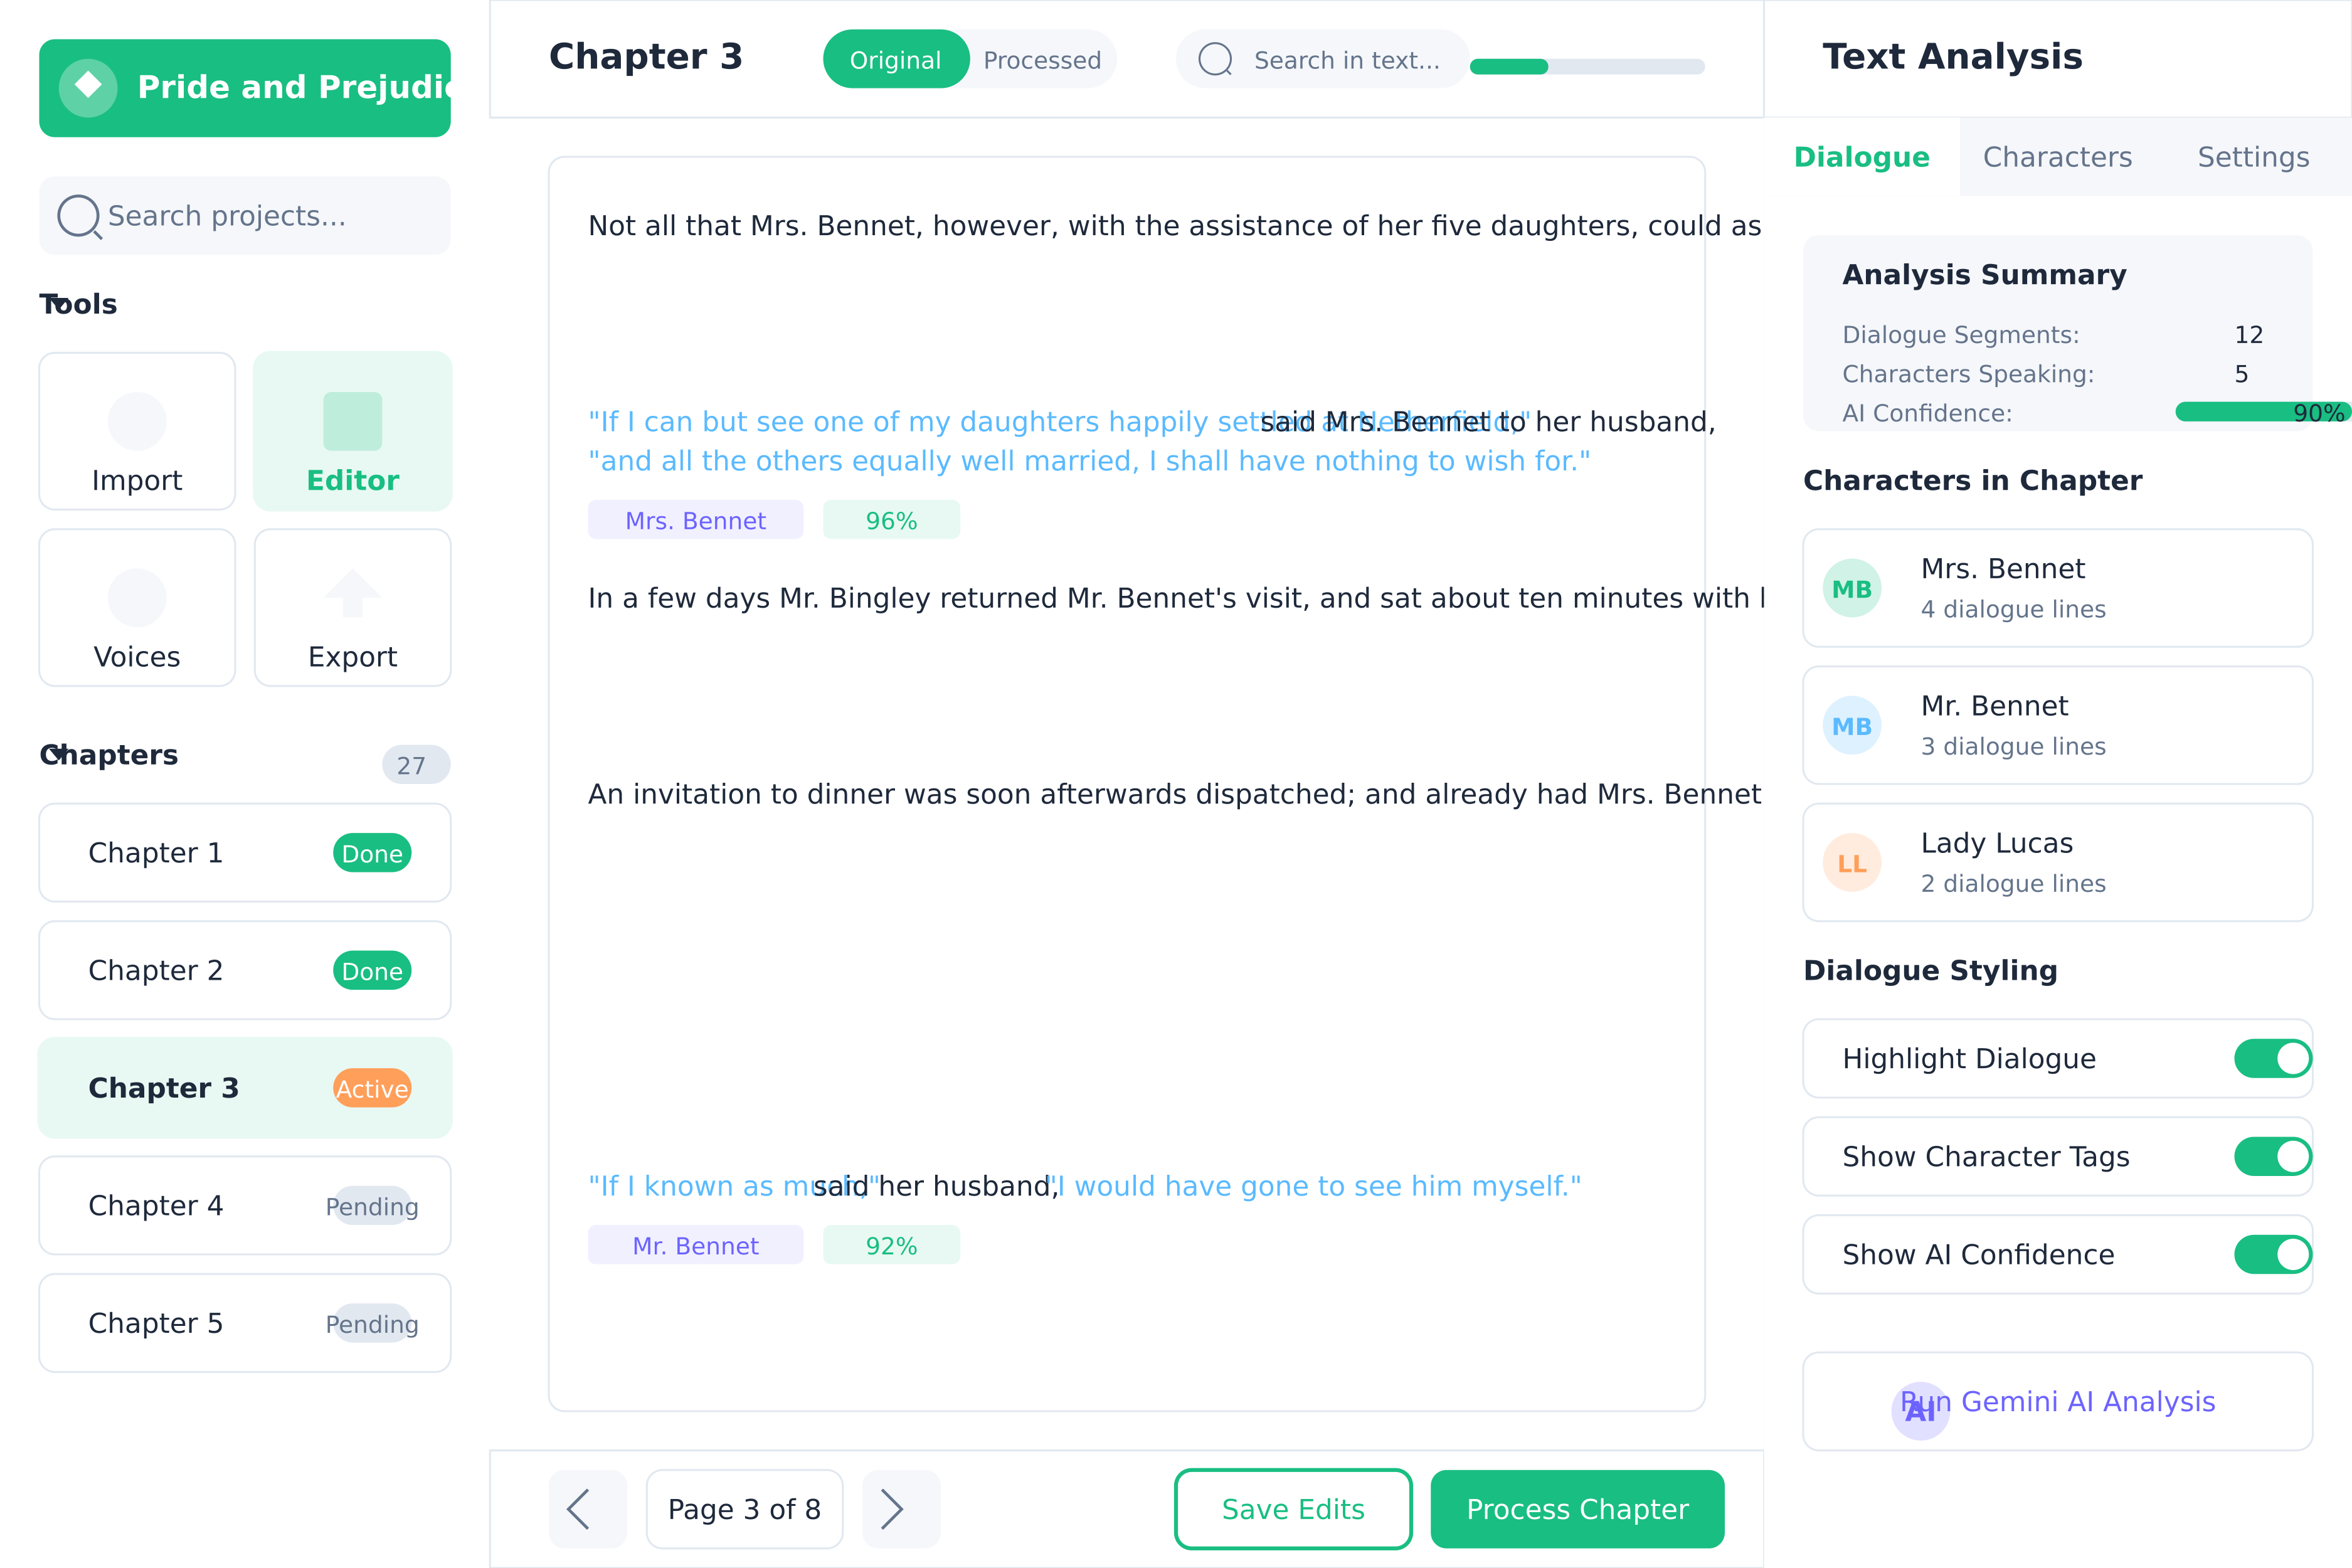 Pride and Prejudic
Search projects...
Tools
Import
Editor
Voices
Export
Chapters
27
Chapter 1
Done
Chapter 2
Done
Chapter 3
Active
Chapter 4
Pending
Chapter 5
Pending
Chapter 3
Original
Processed
Search in text...
Not all that Mrs. Bennet, however, with the assistance of her five daughters, could as
"If I can but see one of my daughters happily settled at Netherfield," said Mrs. Bennet to her husband,
"and all the others equally well married, I shall have nothing to wish for."
Mrs. Bennet
96%
In a few days Mr. Bingley returned Mr. Bennet's visit, and sat about ten minutes with
An invitation to dinner was soon afterwards dispatched; and already had Mrs. Bennet
"If I known as much," said her husband, "I would have gone to see him myself."
Mr. Bennet
92%
Page 3 of 8
Save Edits
Process Chapter
Text Analysis
Dialogue
Characters
Settings
Analysis Summary
Dialogue Segments: 12
Characters Speaking: 5
AI Confidence: 90%
Characters in Chapter
MB
Mrs. Bennet
4 dialogue lines
MB
Mr. Bennet
3 dialogue lines
LL
Lady Lucas
2 dialogue lines
Dialogue Styling
Highlight Dialogue
Show Character Tags
Show AI Confidence
AI
Run Gemini AI Analysis